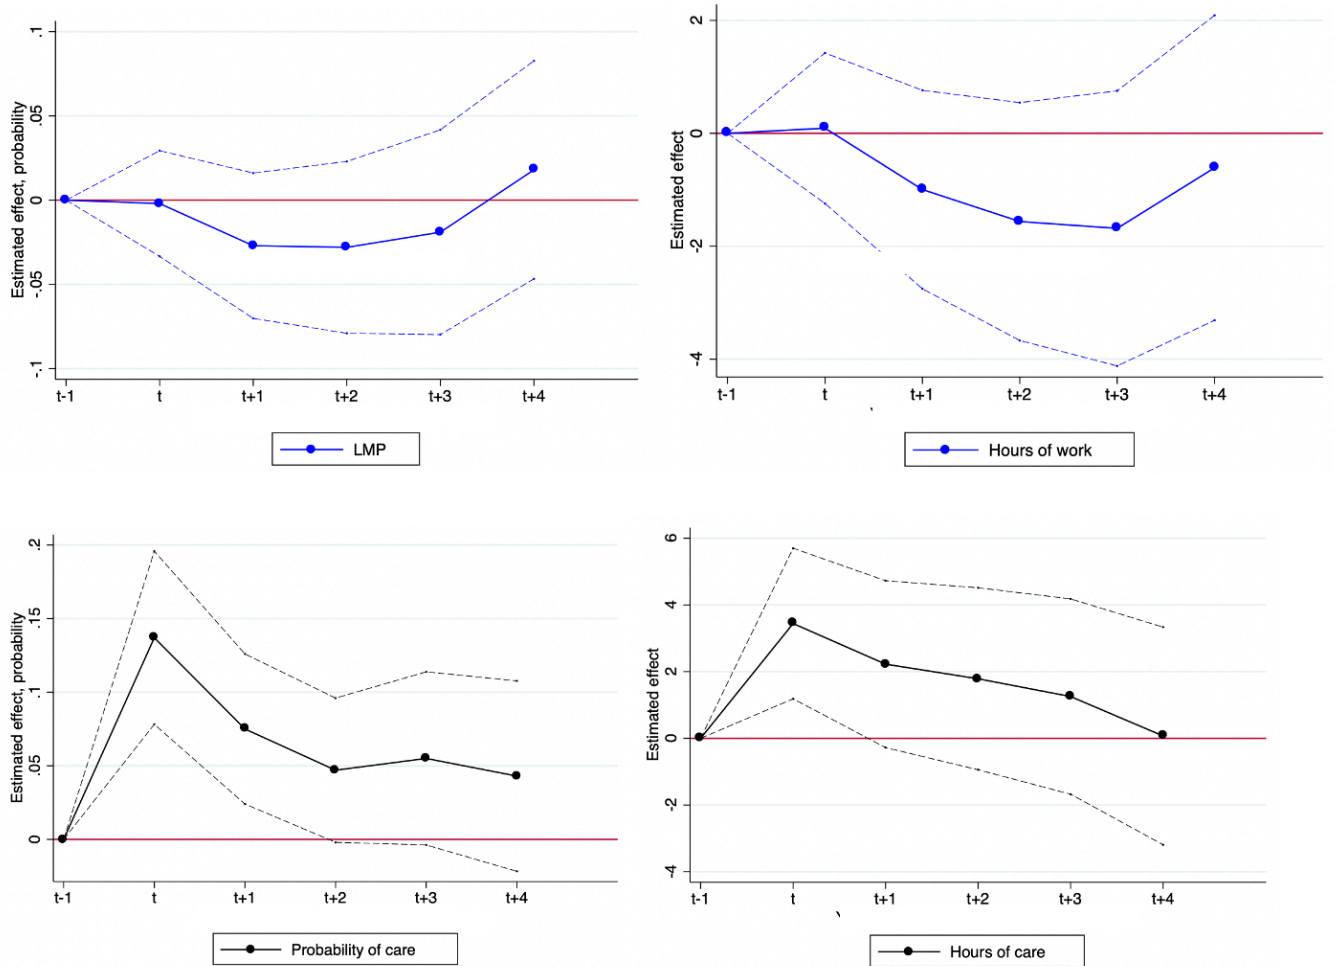 Estimated effect, probability
.1
.05
0
-.05
-.1
t-1 t t+1 t+2 t+3 t+4
LMP
Estimated effect
2
0
-2
-4
t-1 t t+1 t+2 t+3 t+4
Hours of work
Estimated effect, probability
.2
.15
.1
.05
0
t-1 t t+1 t+2 t+3 t+4
Probability of care
Estimated effect
6
4
2
0
-2
-4
t-1 t t+1 t+2 t+3 t+4
Hours of care